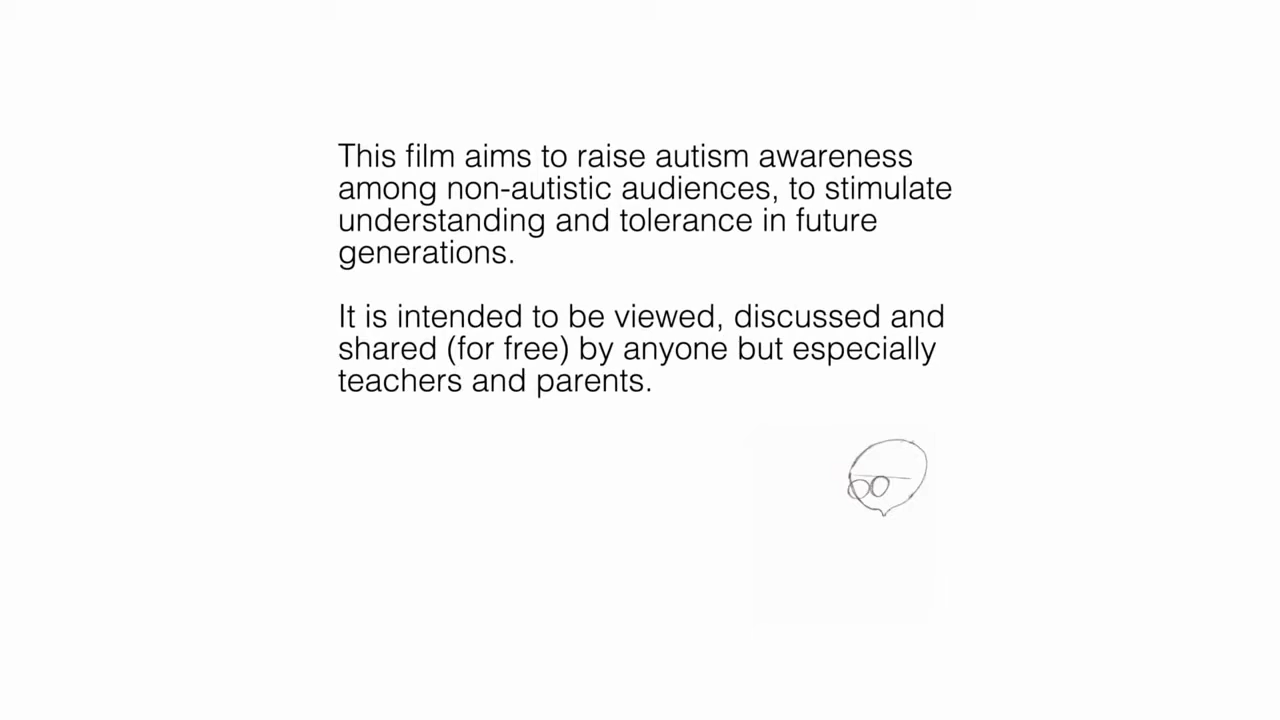 This film aims to raise autism awareness
among non-autistic audiences, to stimulate
understanding and tolerance in future
generations.
It is intended to be viewed, discussed and
shared (for free) by anyone but especially
teachers and parents.